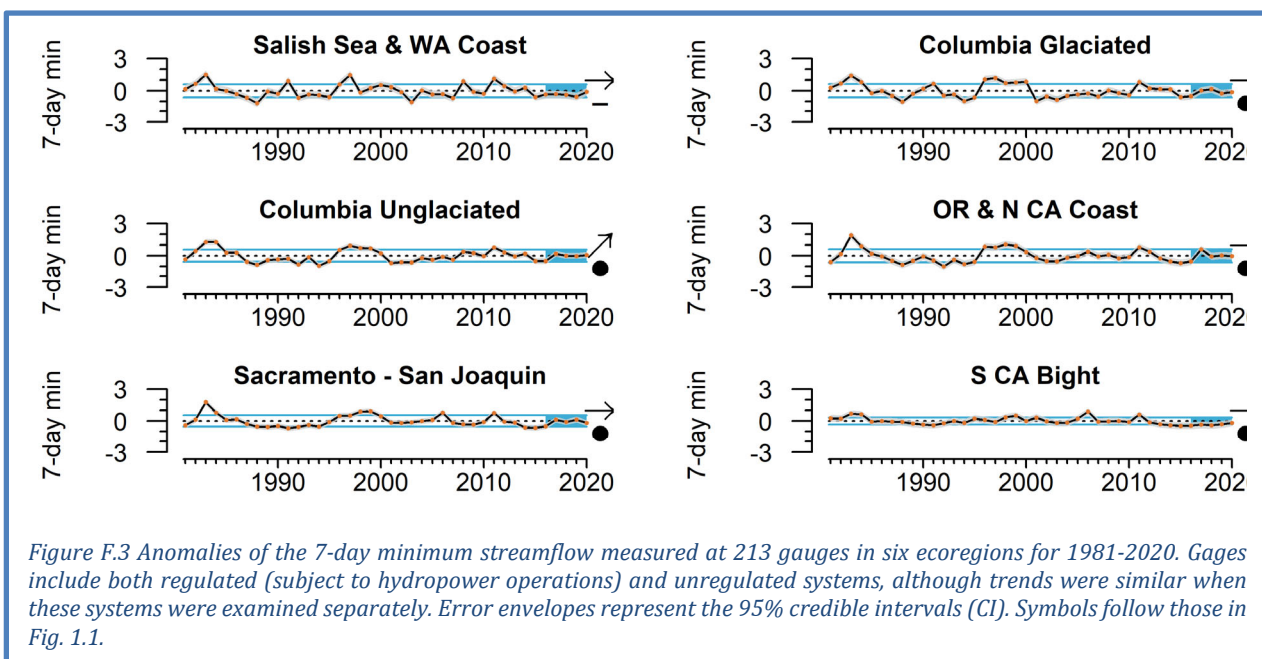 Salish Sea & WA Coast
7-day min
3
0
-3
1990 2000 2010 2020
Columbia Glaciated
7-day min
3
0
-3
1990 2000 2010 2020
Columbia Unglaciated
7-day min
3
0
-3
1990 2000 2010 2020
OR & N CA Coast
7-day min
3
0
-3
1990 2000 2010 2020
Sacramento - San Joaquin
7-day min
3
0
-3
1990 2000 2010 2020
S CA Bight
7-day min
3
0
-3
1990 2000 2010 2020
Figure F.3 Anomalies of the 7-day minimum streamflow measured at 213 gauges in six ecoregions for 1981-2020. Gages
include both regulated (subject to hydropower operations) and unregulated systems, although trends were similar when
these systems were examined separately. Error envelopes represent the 95% credible intervals (CI). Symbols follow those in
Fig. 1.1.